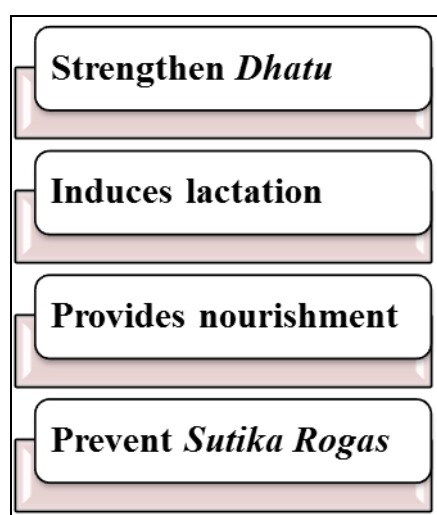 Strengthen Dhatu
Induces lactation
Provides nourishment
Prevent Sutika Rogas